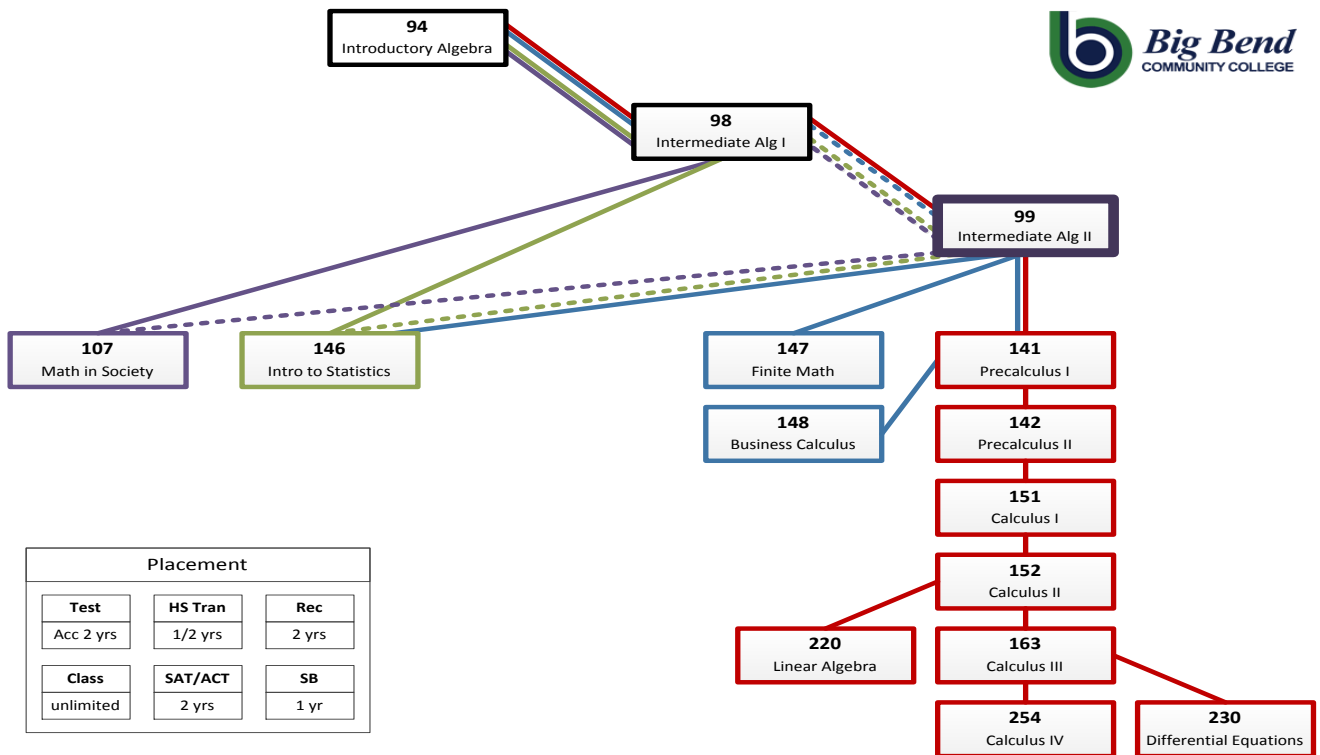 94
Introductory Algebra
Big Bend
COMMUNITY COLLEGE
98
Intermediate Alg I
99
Intermediate Alg II
107
Math in Society
146
Intro to Statistics
147
Finite Math
141
Precalculus I
148
Business Calculus
142
Precalculus II
151
Calculus I
152
Calculus II
220
Linear Algebra
163
Calculus III
254
Calculus IV
230
Differential Equations
Placement
Test
Acc 2 yrs
HS Tran
1/2 yrs
Rec
2 yrs
Class
unlimited
SAT/ACT
2 yrs
SB
1 yr